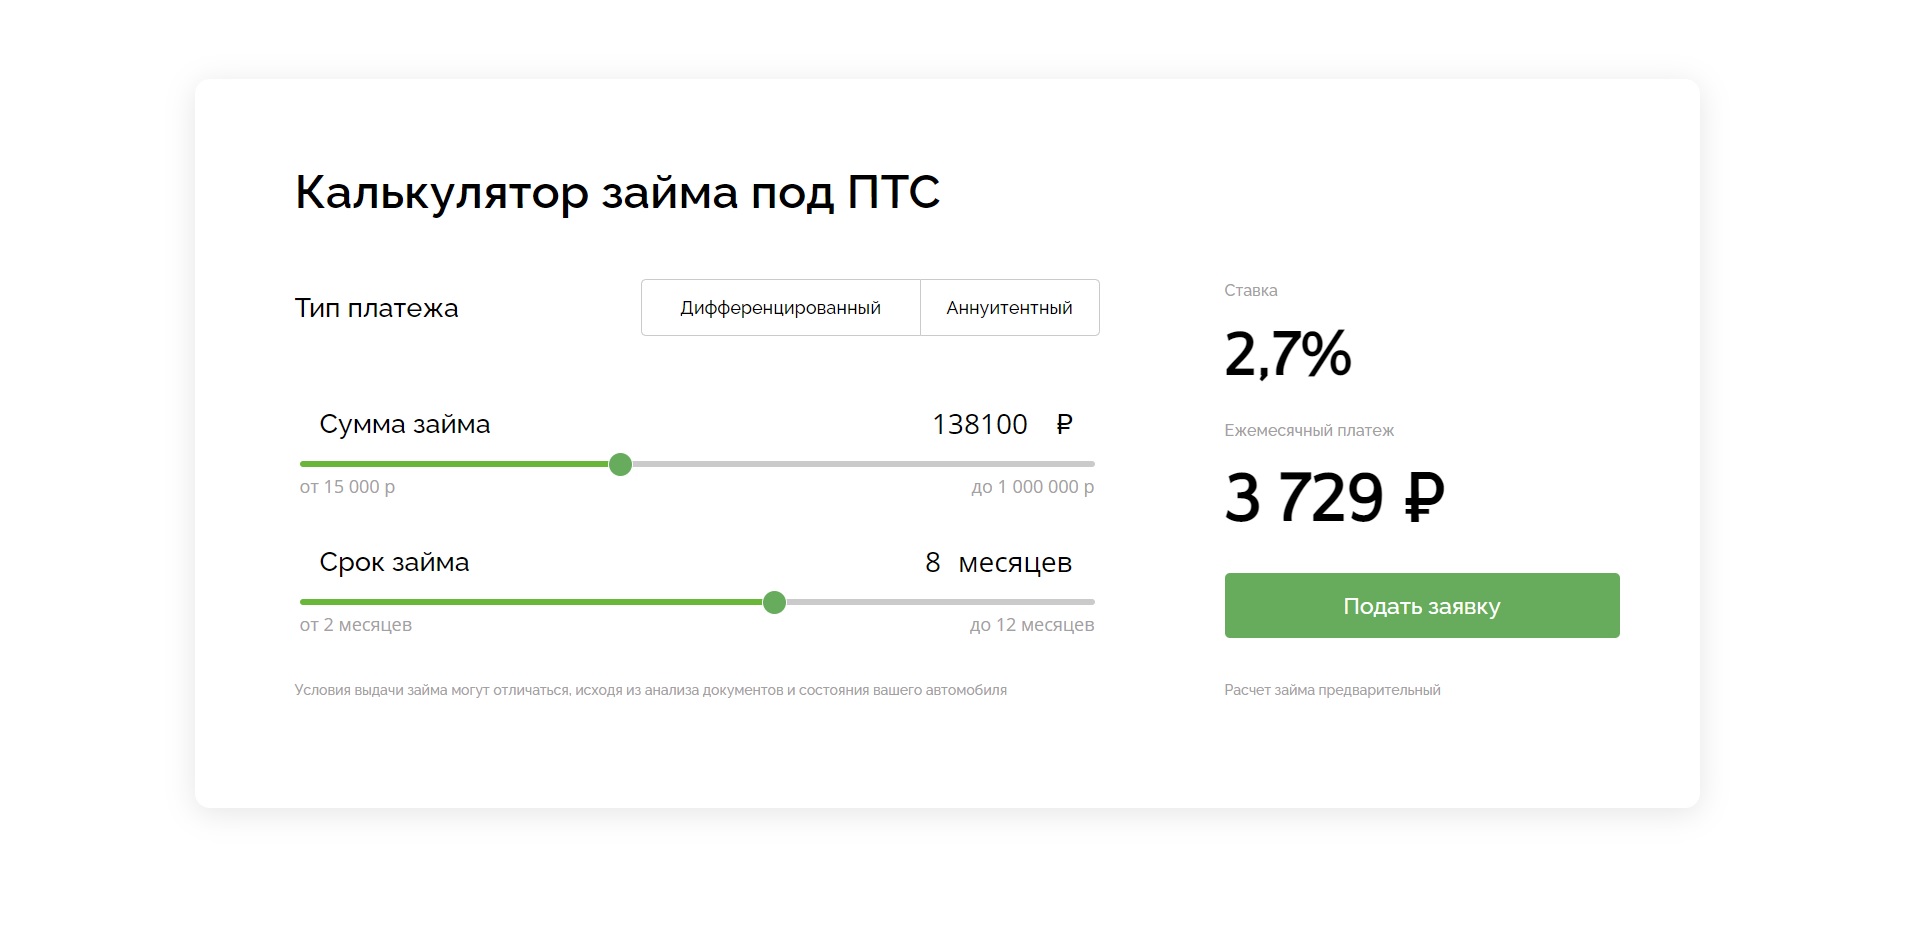 Калькулятор займа под ПТС
Тип платежа
Дифференцированный
Аннуитентный
Сумма займа
138100 ₽
от 15 000 р
до 1 000 000 р
Срок займа
8 месяцев
от 2 месяцев
до 12 месяцев
Условия выдачи займа могут отличаться, исходя из анализа документов и состояния вашего автомобиля
Ставка
2,7%
Ежемесячный платеж
3 729 ₽
Подать заявку
Расчет займа предварительный